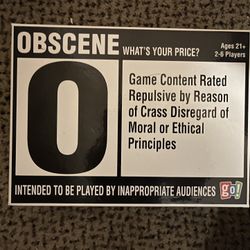 OBSCENE WHAT'S YOUR PRICE?
Ages 21+
2-6 Players
O
Game Content Rated
Repulsive by Reason
of Crass Disregard of
Moral or Ethical
Principles
INTENDED TO BE PLAYED BY INAPPROPRIATE AUDIENCES
go!